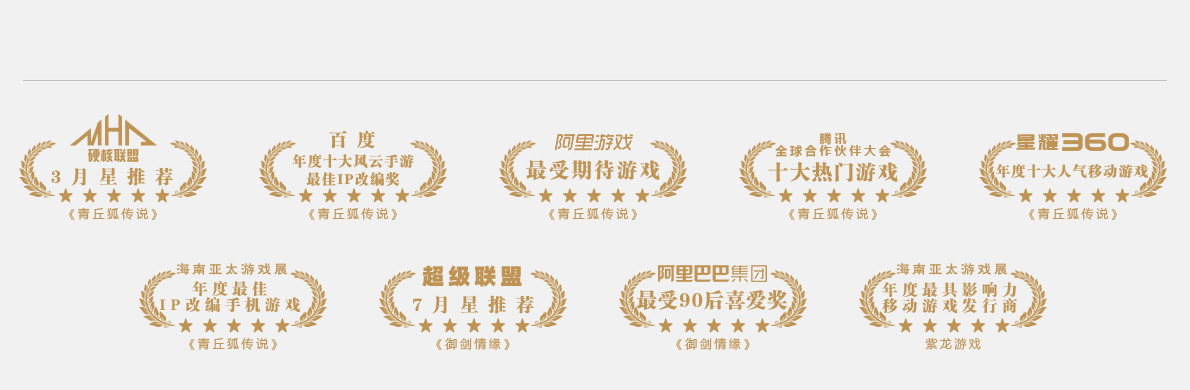 MHA
硬核联盟
3月星推荐
《青丘狐传说》
百度
年度十大风云手游
最佳IP改编奖
《青丘狐传说》
阿里游戏
最受期待游戏
《青丘狐传说》
腾讯
全球合作伙伴大会
十大热门游戏
《青丘狐传说》
星耀360
年度十大人气移动游戏
《青丘狐传说》
海南亚太游戏展
年度最佳
IP改编手机游戏
《青丘狐传说》
超级联盟
7月星推荐
《御剑情缘》
阿里巴巴集团
最受90后喜爱奖
《御剑情缘》
海南亚太游戏展
年度最具影响力
移动游戏发行商
紫龙游戏